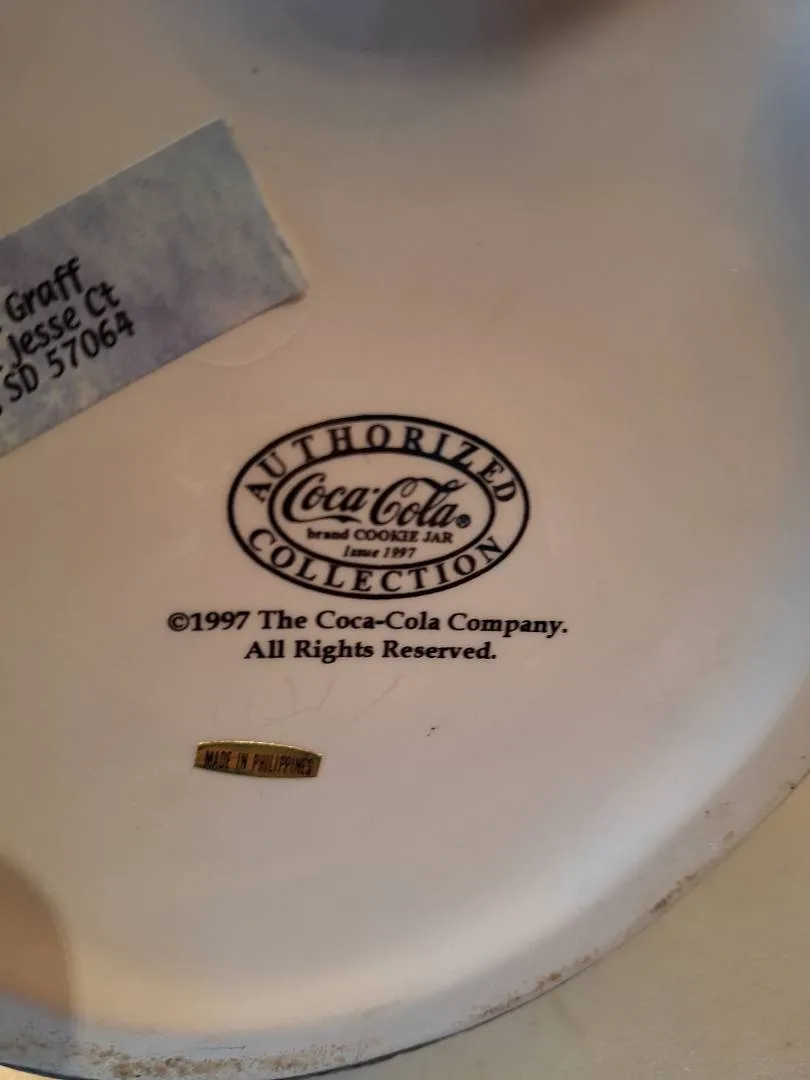 Graff
Jesse Ct
SD 57064
AUTHORIZED
Coca-Cola®
brand COOKIE JAR
Issue 1997
COLLECTION
©1997 The Coca-Cola Company.
All Rights Reserved.
MADE IN PHILIPPINES